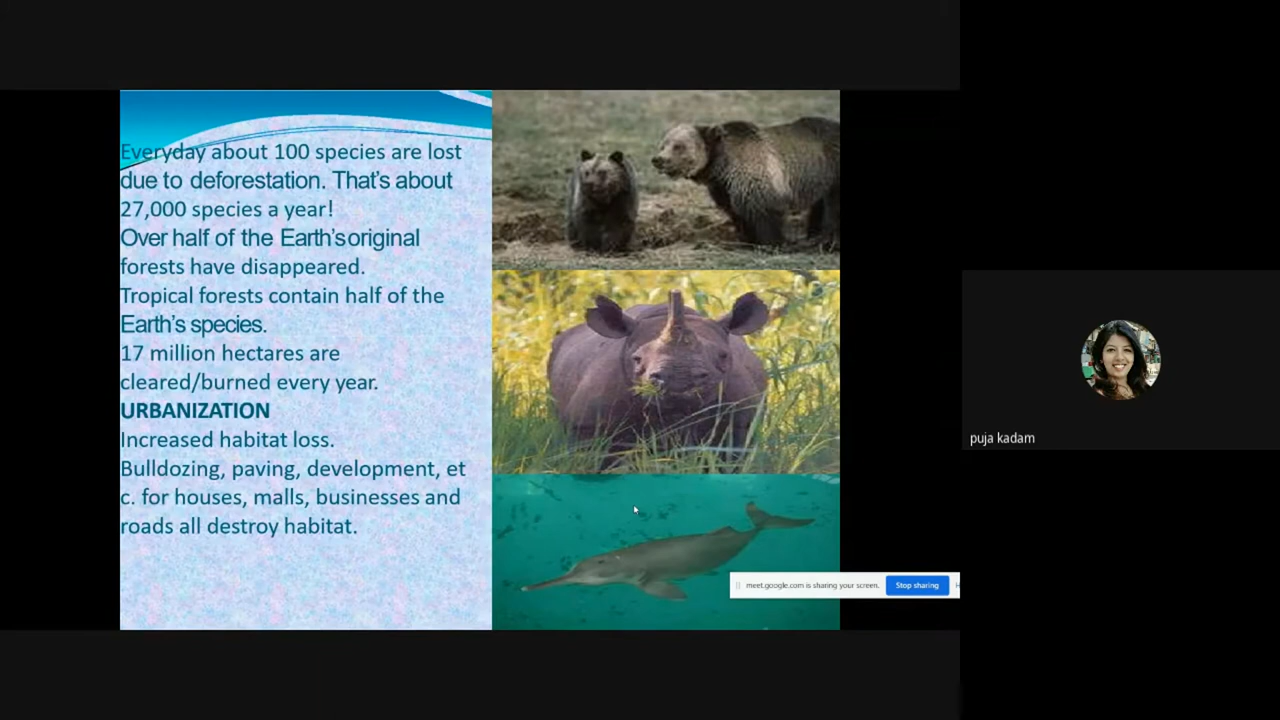 Everyday about 100 species are lost
due to deforestation. That's about
27,000 species a year!
Over half of the Earth'soriginal
forests have disappeared.
Tropical forests contain half of the
Earth's species.
17 million hectares are
cleared/burned every year.
URBANIZATION
Increased habitat loss.
Bulldozing, paving, development, et
c. for houses, malls, businesses and
roads all destroy habitat.
meet.google.com is sharing your screen. Stop sharing H
puja kadam